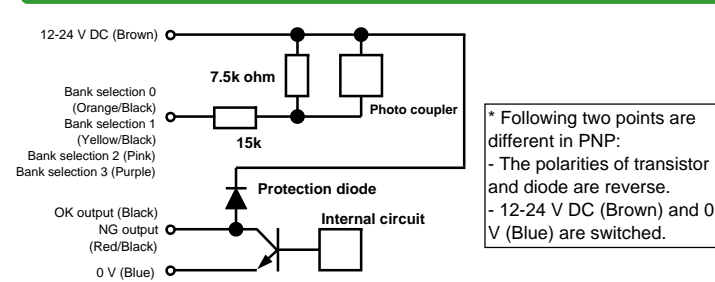 12-24 V DC (Brown)
7.5k ohm
Photo coupler
Bank selection 0
(Orange/Black)
Bank selection 1
(Yellow/Black)
Bank selection 2 (Pink)
Bank selection 3 (Purple)
15k
Protection diode
OK output (Black)
NG output
(Red/Black)
Internal circuit
0 V (Blue)
* Following two points are
different in PNP:
- The polarities of transistor
and diode are reverse.
- 12-24 V DC (Brown) and 0
V (Blue) are switched.